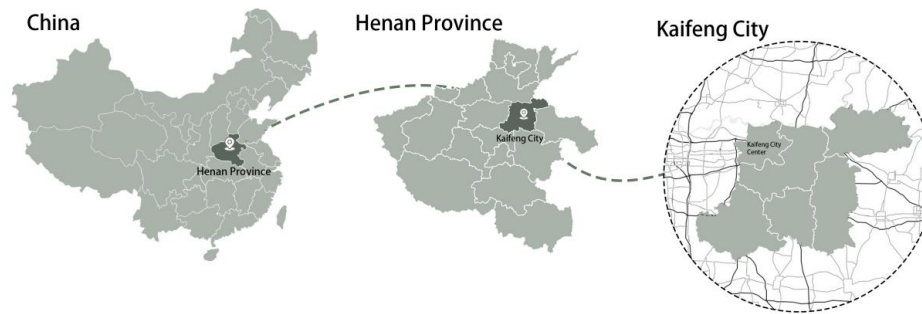 China
Henan Province
Kaifeng City
Henan Province
Kaifeng City
Kaifeng City
Center